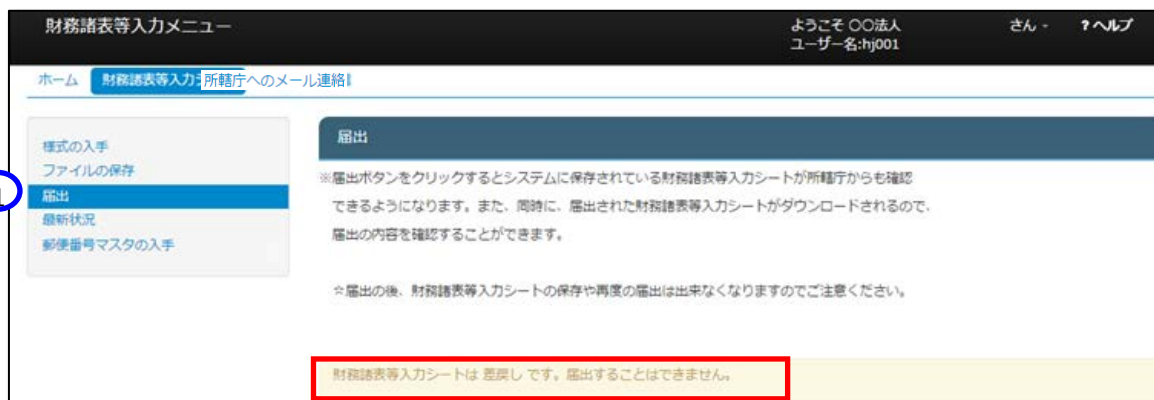 財務諸表等入力メニュー
ようこそ 〇〇法人
ユーザー名:hj001
さん
?ヘルプ
ホーム
財務諸表等入力
所轄庁へのメール連絡
様式の入手
ファイルの保存
届出
最新状況
郵便番号マスタの入手
届出
※届出ボタンをクリックするとシステムに保存されている財務諸表等入力シートが所轄庁からも確認
できるようになります。また、同時に、届出された財務諸表等入力シートがダウンロードされるので、
届出の内容を確認することができます。
☆届出の後、財務諸表等入力シートの保存や再度の届出は出来なくなりますのでご注意ください。
財務諸表等入力シートは 差戻し です。届出することはできません。